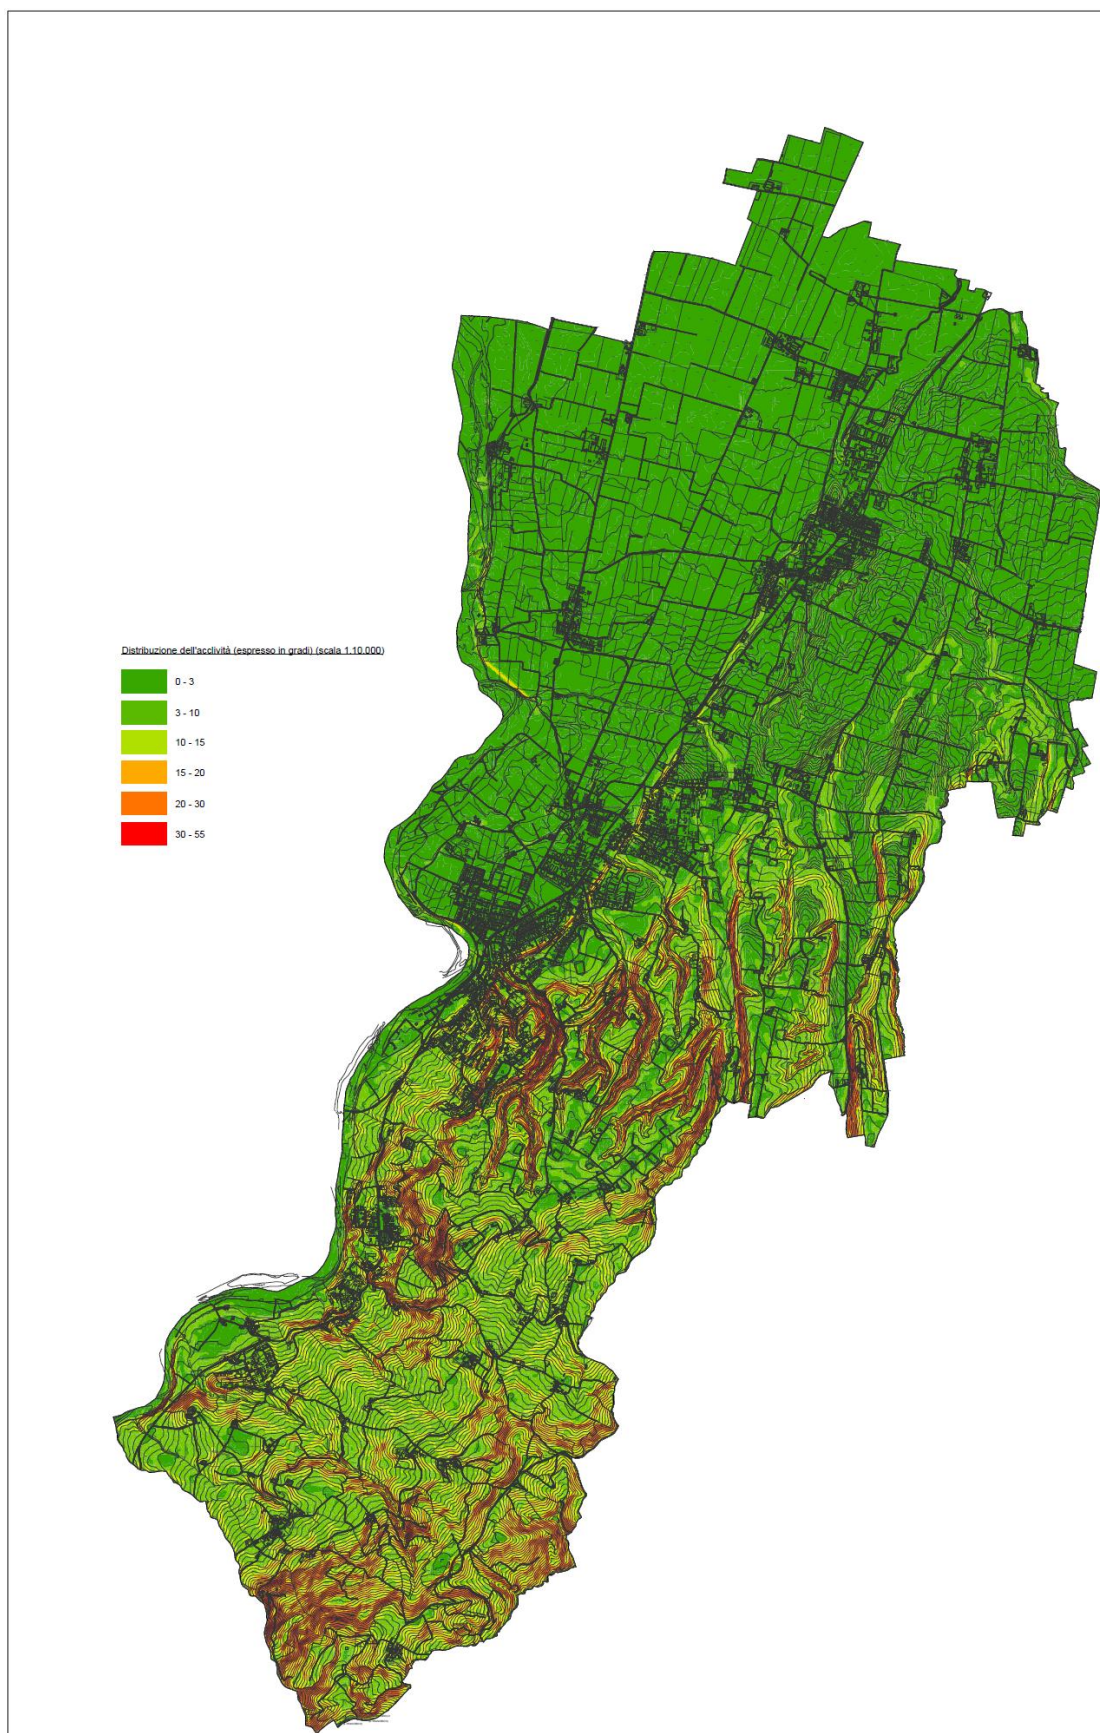 Distribuzione dell'acclività (espresso in gradi) (scala 1:10.000)
0 - 3
3 - 10
10 - 15
15 - 20
20 - 30
30 - 55